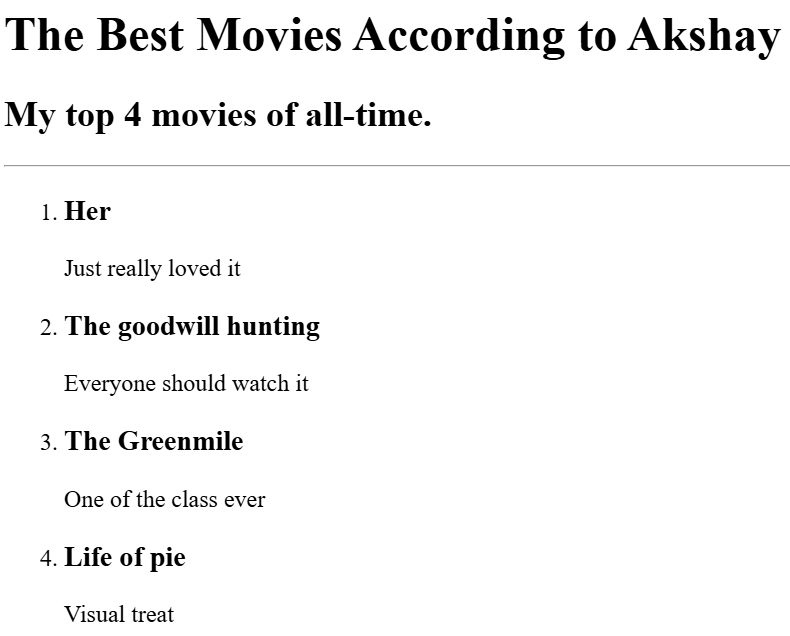 The Best Movies According to Akshay
My top 4 movies of all-time.
1. Her
Just really loved it
2. The goodwill hunting
Everyone should watch it
3. The Greenmile
One of the class ever
4. Life of pie
Visual treat